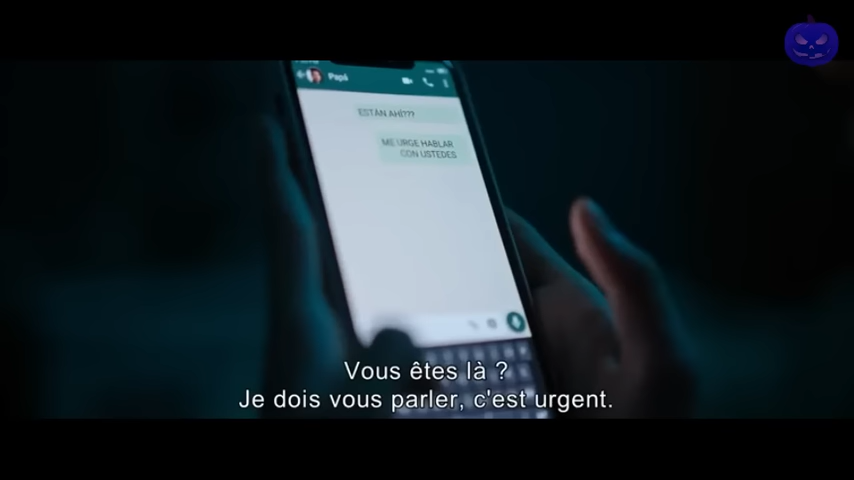 Papá
ESTÁN AHÍ???
ME URGE HABLAR
CON USTEDES
Vous êtes là ?
Je dois vous parler, c'est urgent.